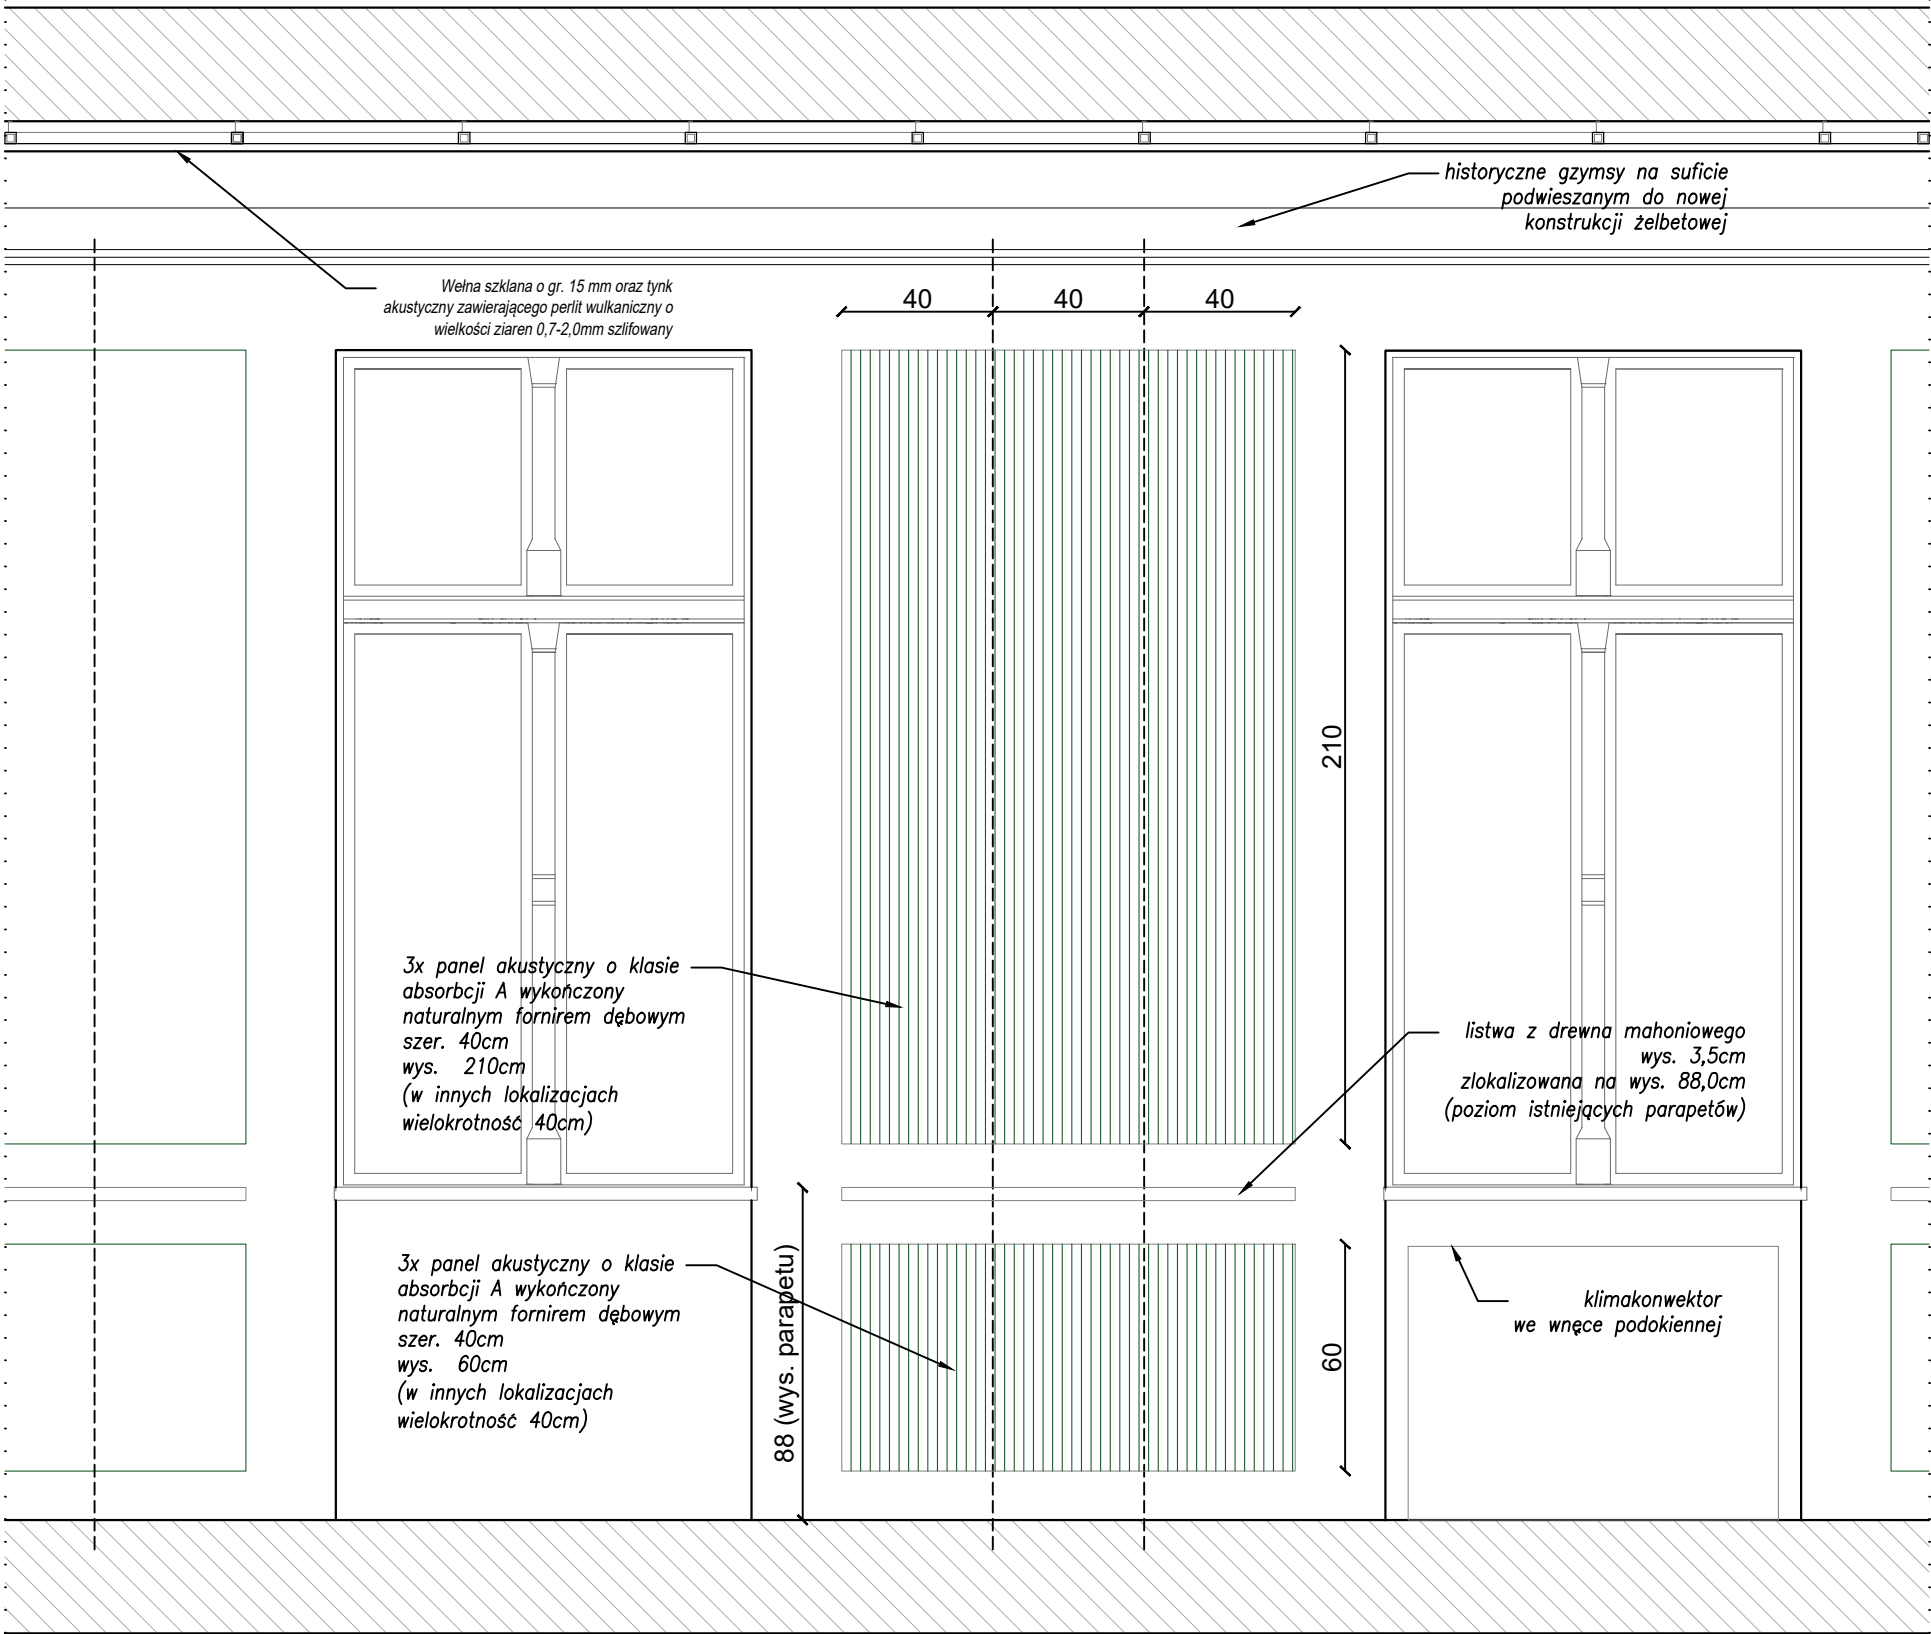 historyczne gzymsy na suficie
podwieszanym do nowej
konstrukcji żelbetowej
Wełna szklana o gr. 15 mm oraz tynk
akustyczny zawierającego perlit wulkaniczny o
wielkości ziaren 0,7-2,0mm szlifowany
40
40
40
210
3x panel akustyczny o klasie
absorbcji A wykończony
naturalnym fornirem dębowym
szer. 40cm
wys. 210cm
(w innych lokalizacjach
wielokrotność 40cm)
listwa z drewna mahoniowego
wys. 3,5cm
zlokalizowana na wys. 88,0cm
(poziom istniejących parapetów)
3x panel akustyczny o klasie
absorbcji A wykończony
naturalnym fornirem dębowym
szer. 40cm
wys. 60cm
(w innych lokalizacjach
wielokrotność 40cm)
88 (wys. parapetu)
60
klimakonwektor
we wnęce podokiennej